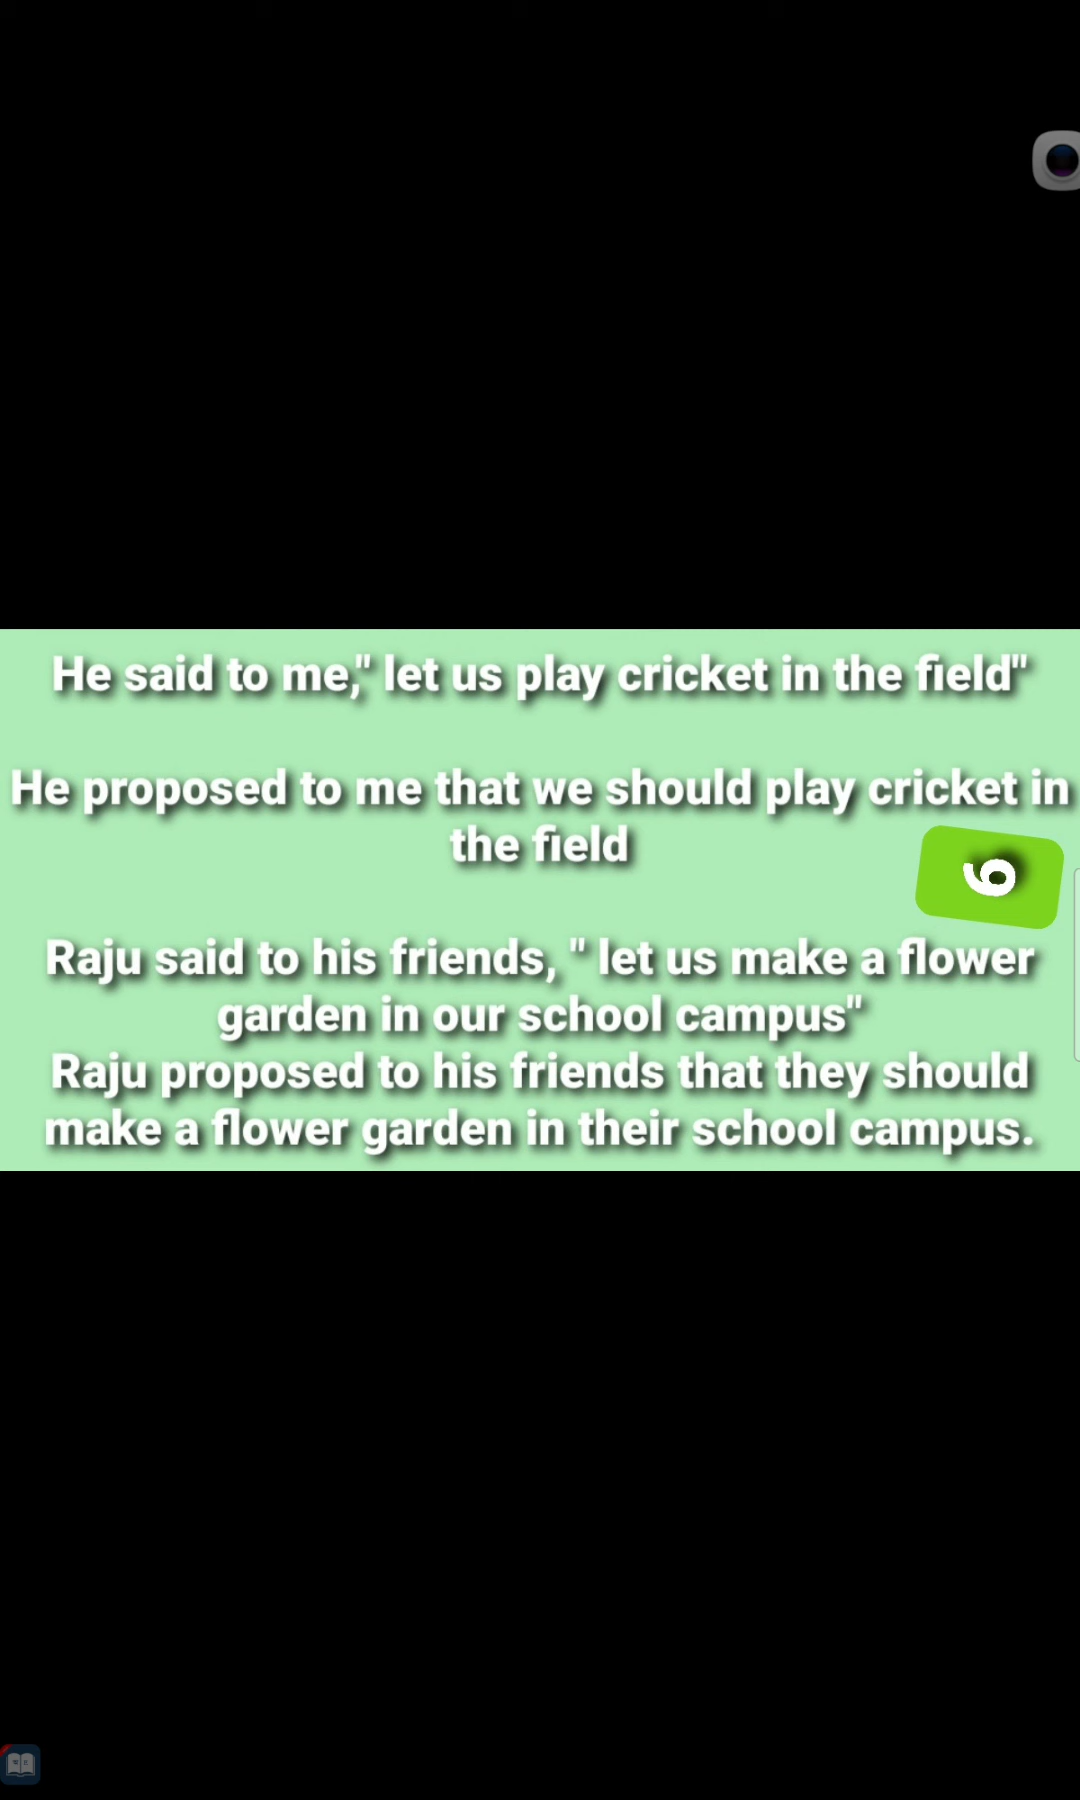 He said to me," let us play cricket in the field"
He proposed to me that we should play cricket in
the field
6
Raju said to his friends, " let us make a flower
garden in our school campus"
Raju proposed to his friends that they should
make a flower garden in their school campus.